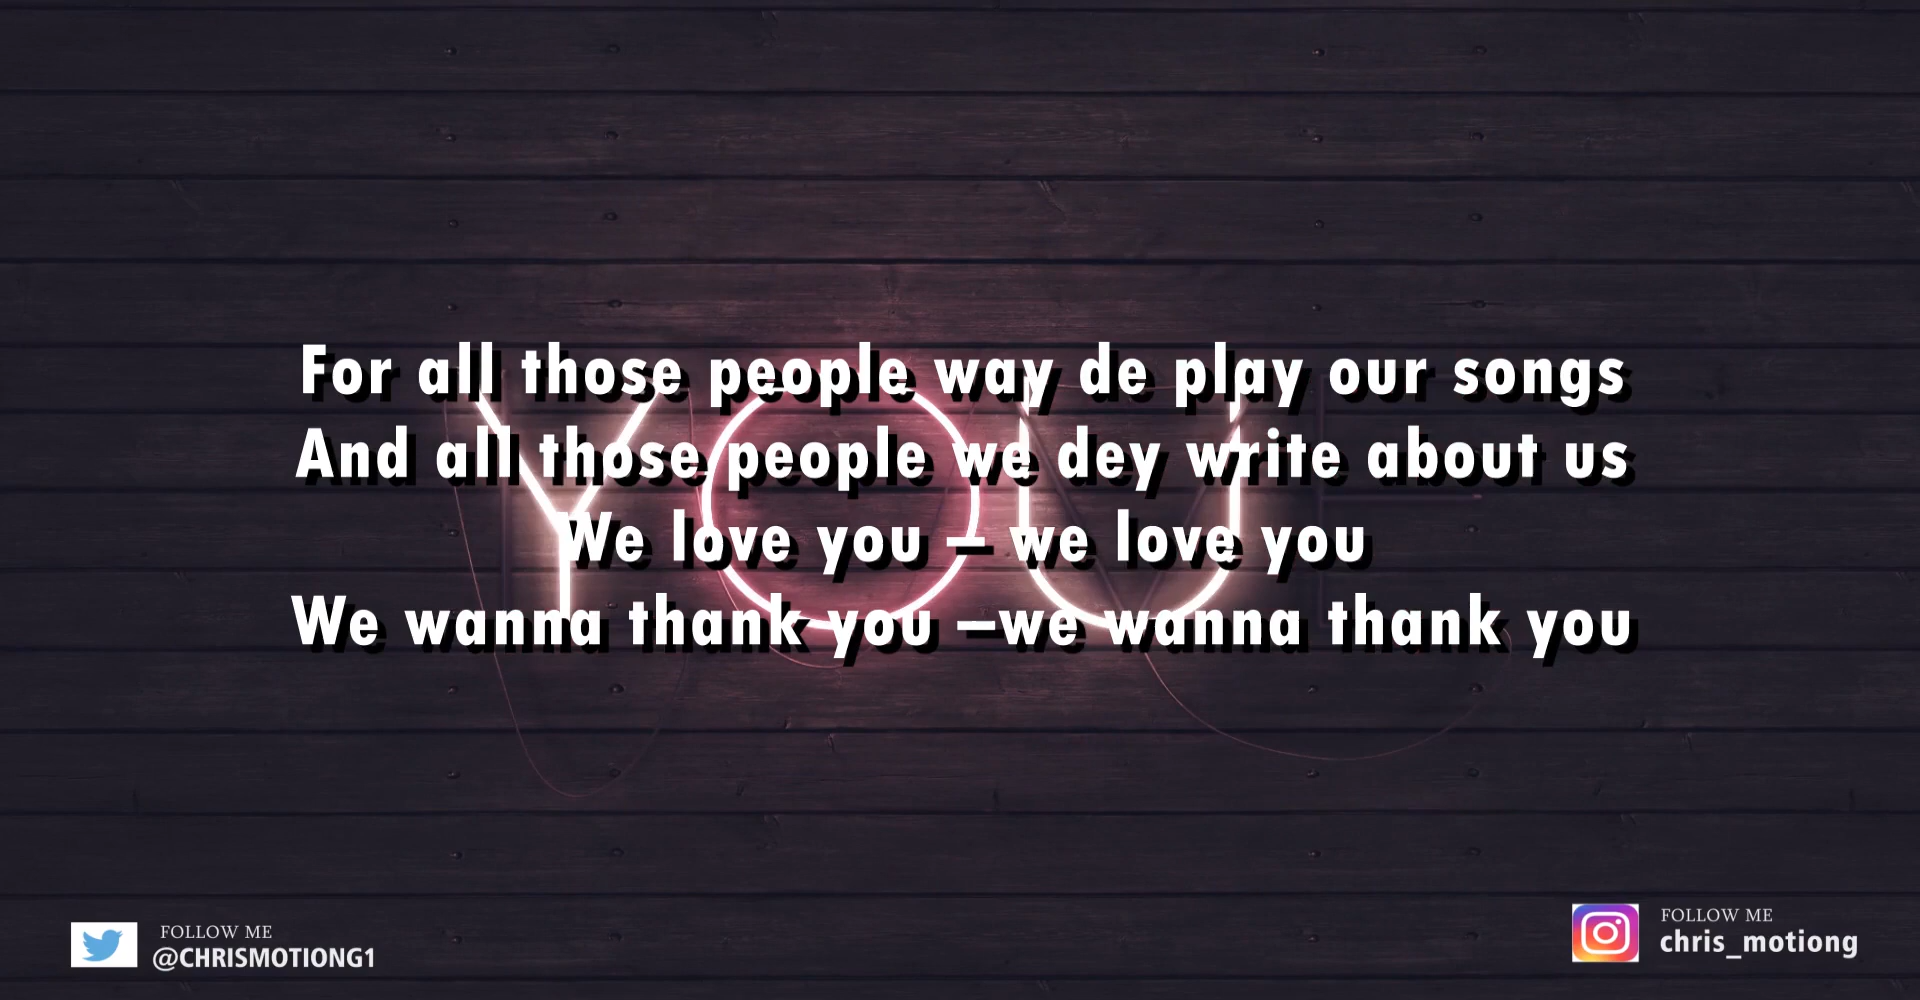 For all those people way de play our songs
And all those people we dey write about us
We love you – we love you
We wanna thank you –we wanna thank you
YOU
FOLLOW ME
@CHRISMOTIONG1
FOLLOW ME
chris_motiong